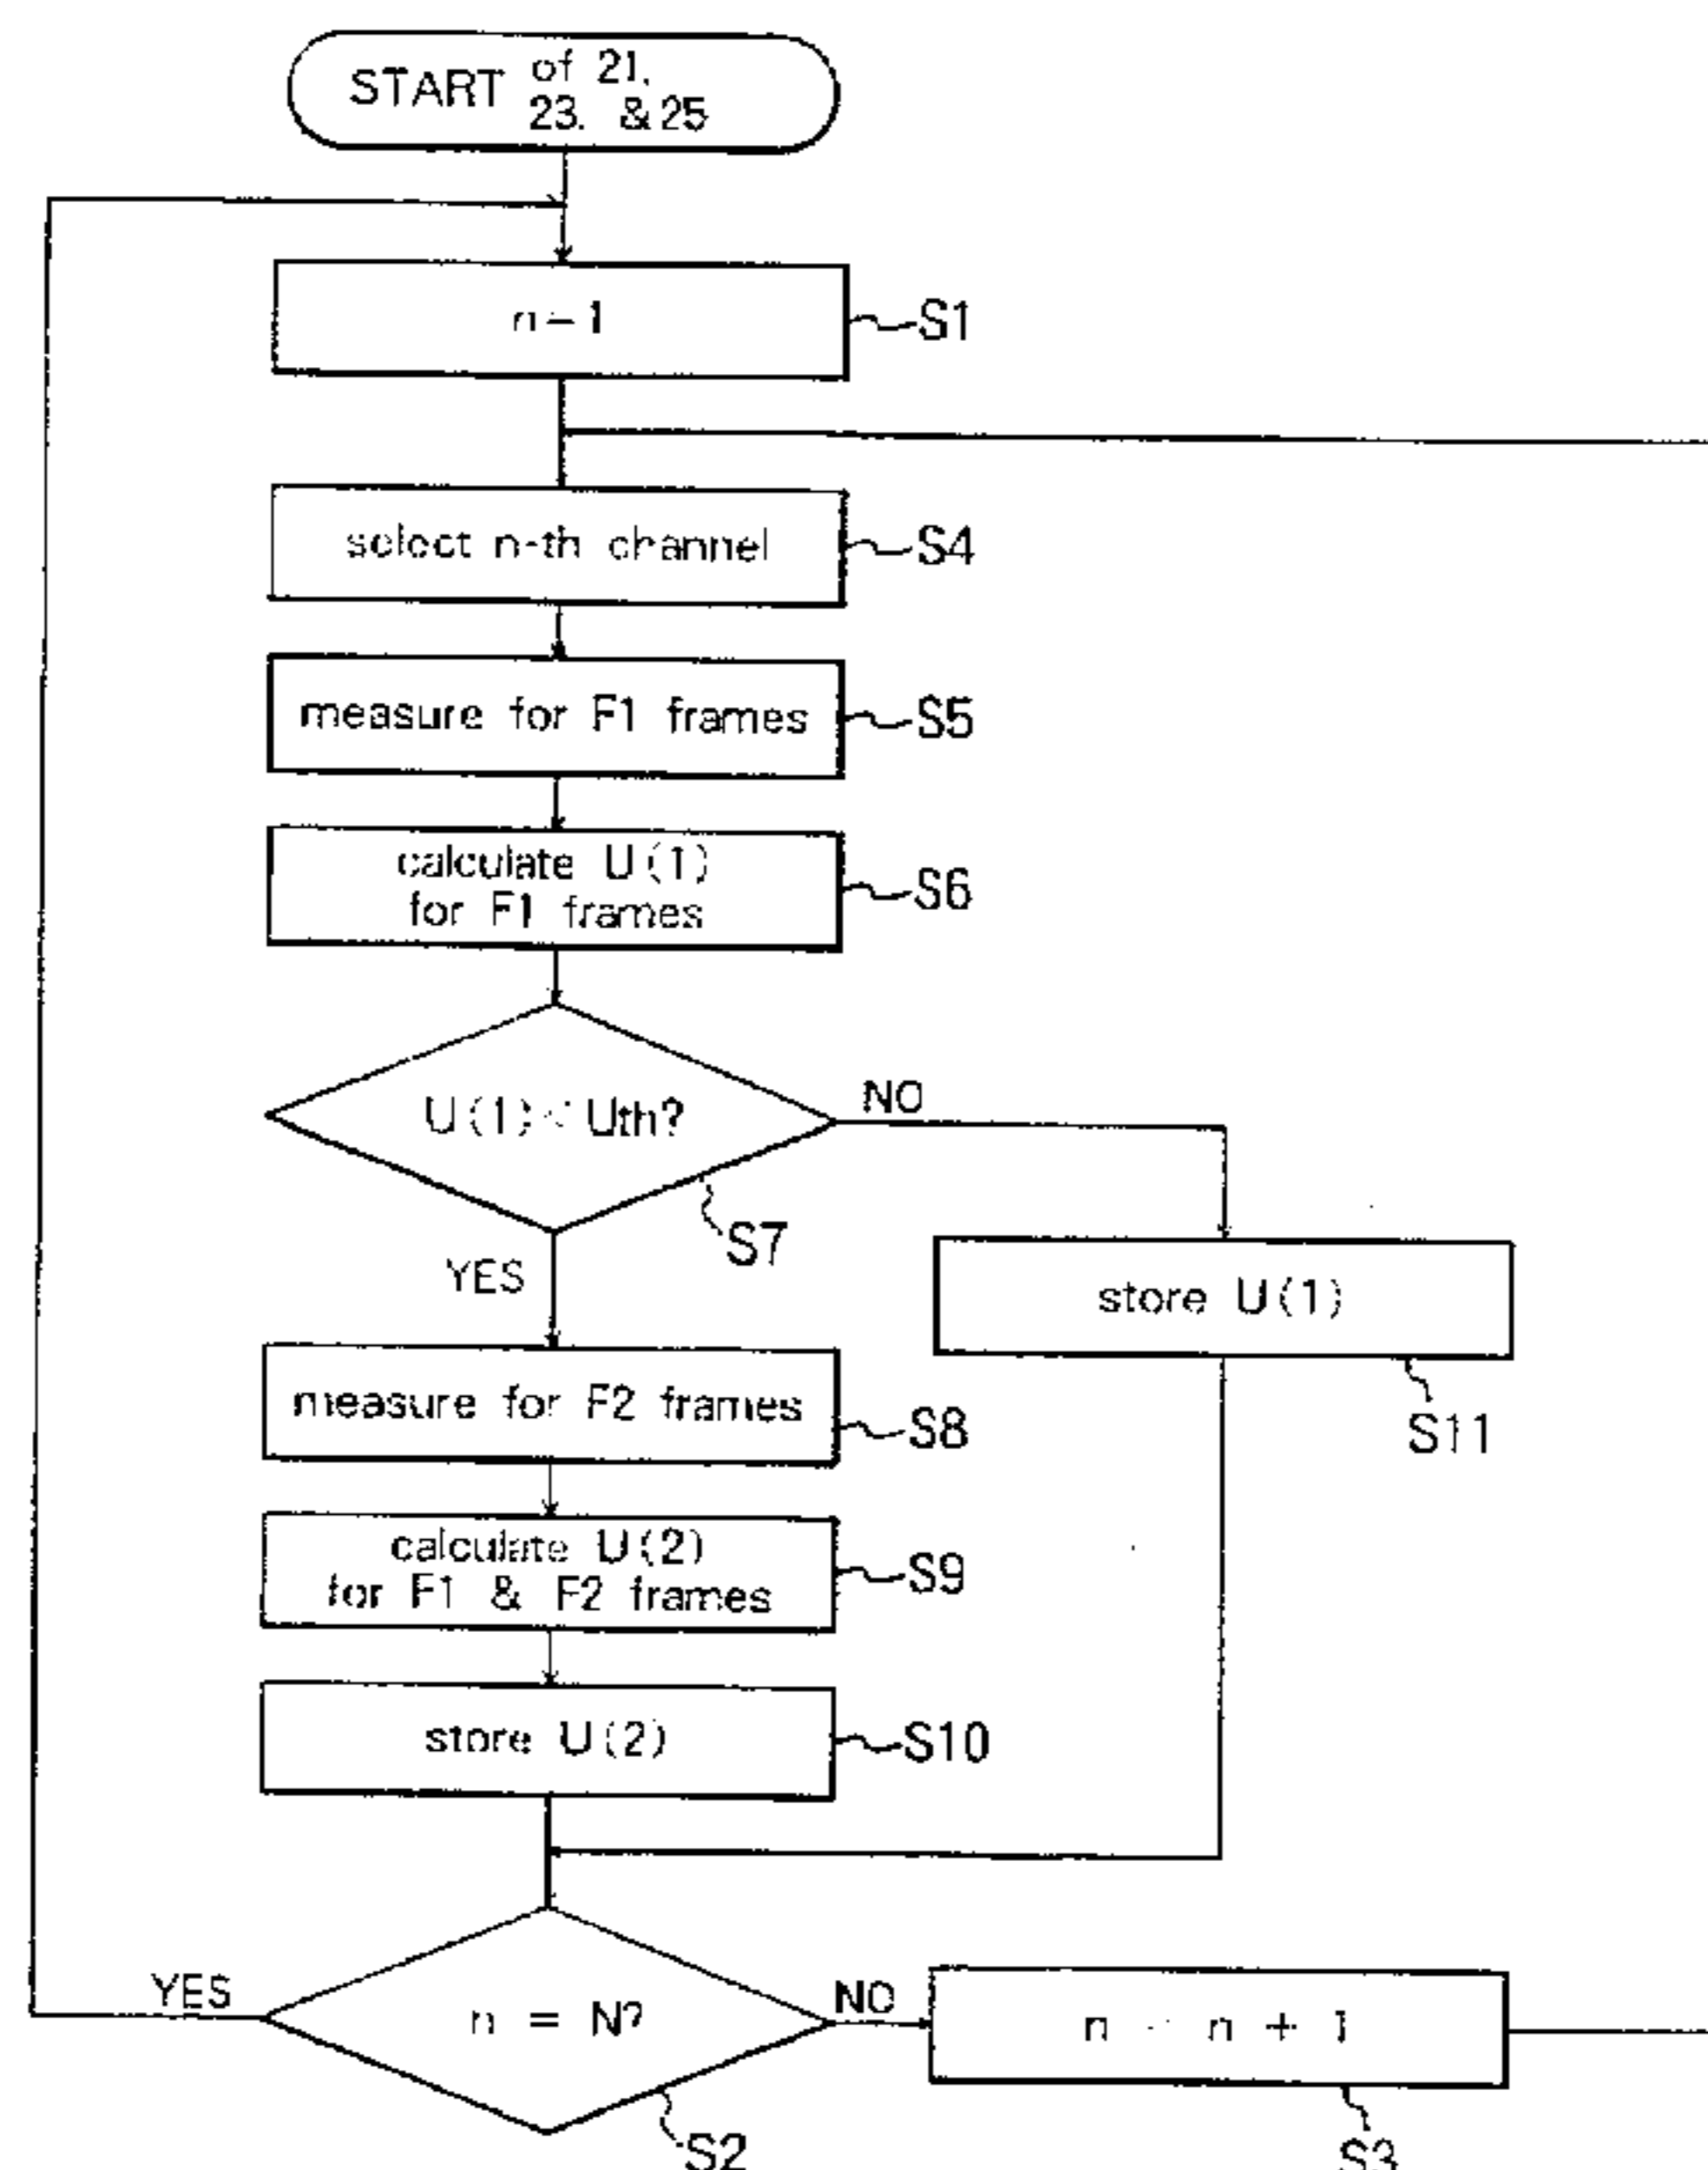 START of 21,
23, &25
n = 1
S1
select n-th channel
S4
measure for F1 frames
S5
calculate U(1)
for F1 frames
S6
U(1) < Uth?
NO
S7
YES
store U(1)
S11
measure for F2 frames
S8
calculate U(2)
for F1 & F2 frames
S9
store U(2)
S10
YES
n = N?
NO
n = n + 1
S2
S3